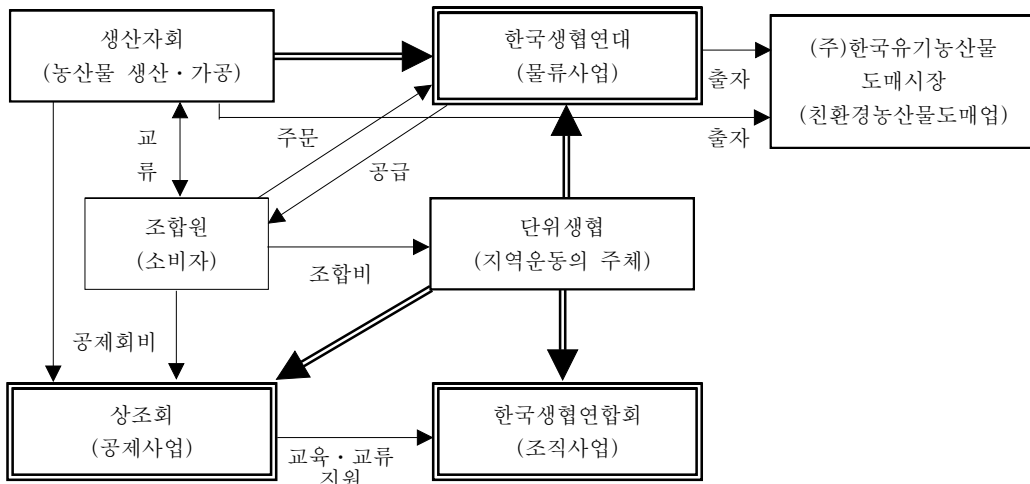 생산자회
(농산물 생산·가공)
한국생협연대
(물류사업)
출자
(주)한국유기농산물
도매시장
(친환경농산물도매업)
출자
교
류
주문
공급
조합원
(소비자)
조합비
단위생협
(지역운동의 주체)
공제회비
상조회
(공제사업)
교육·교류
지원
한국생협연합회
(조직사업)